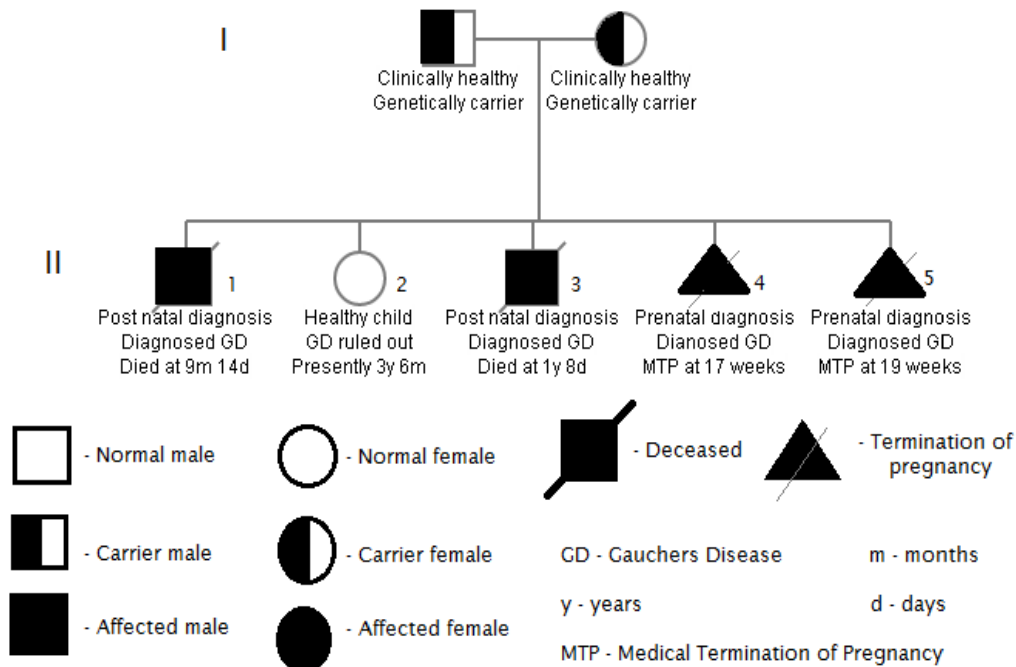 I
Clinically healthy
Genetically carrier
Clinically healthy
Genetically carrier
II
1
2
3
4
5
Post natal diagnosis
Diagnosed GD
Died at 9m 14d
Healthy child
GD ruled out
Presently 3y 6m
Post natal diagnosis
Diagnosed GD
Died at 1y 8d
Prenatal diagnosis
Dianosed GD
MTP at 17 weeks
Prenatal diagnosis
Diagnosed GD
MTP at 19 weeks
- Normal male
- Normal female
- Deceased
- Termination of
pregnancy
- Carrier male
- Carrier female
GD - Gauchers Disease
m - months
- Affected male
- Affected female
y - years
d - days
MTP - Medical Termination of Pregnancy